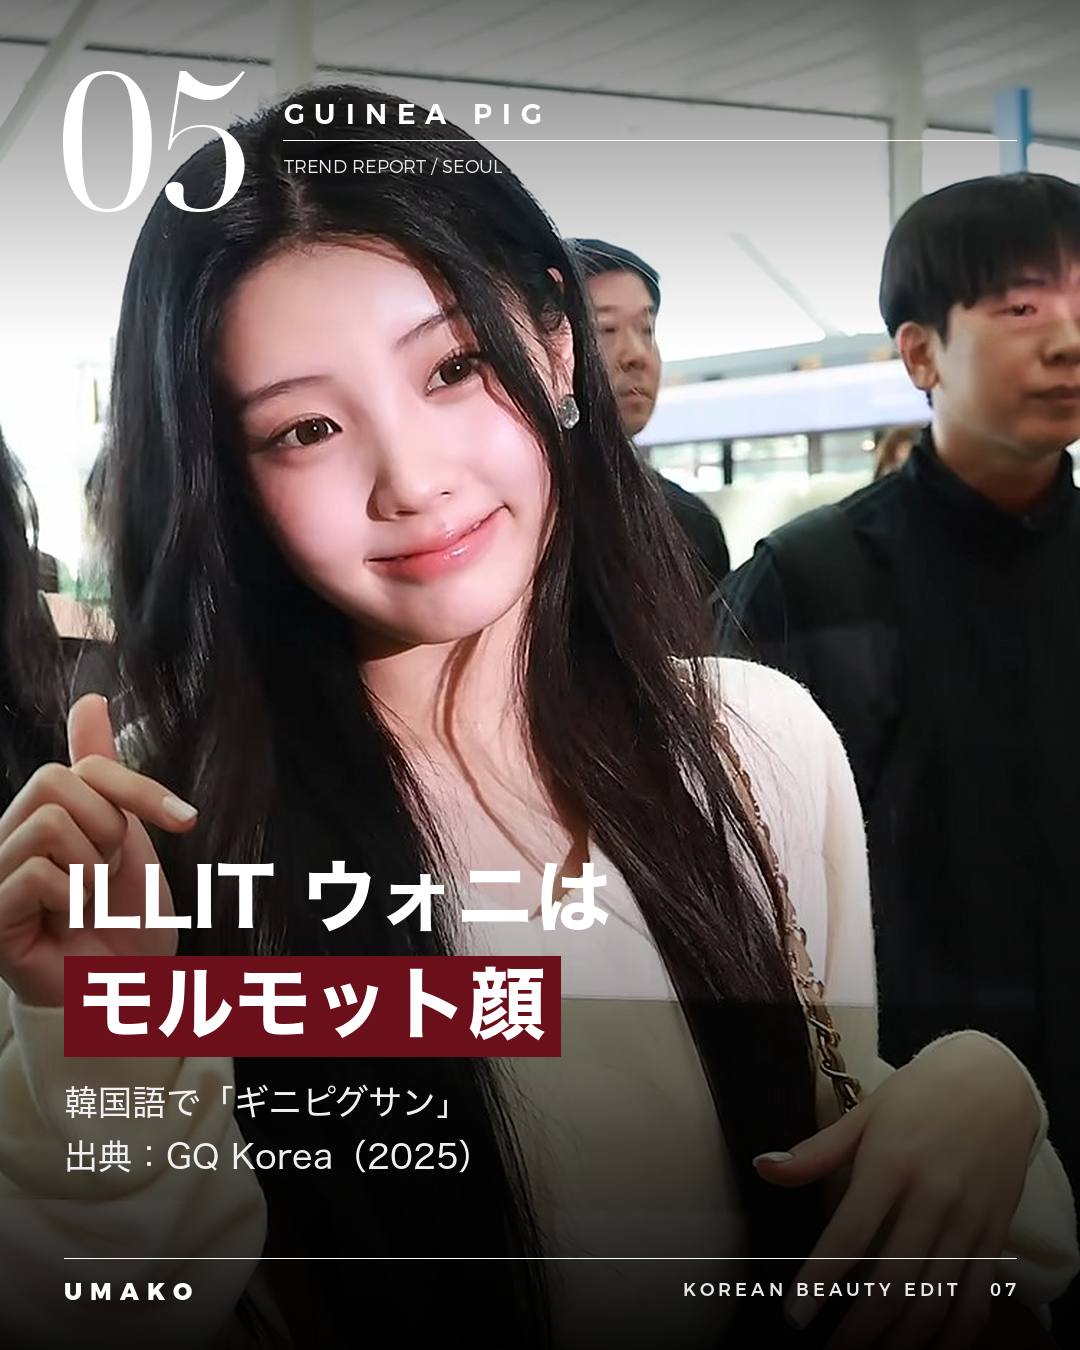 05
GUINEA PIG
TREND REPORT / SEOUL
ILLIT ウォニは
モルモット顔
韓国語で「ギニピグサン」
出典：GQ Korea（2025）
UMAKO
KOREAN BEAUTY EDIT 07